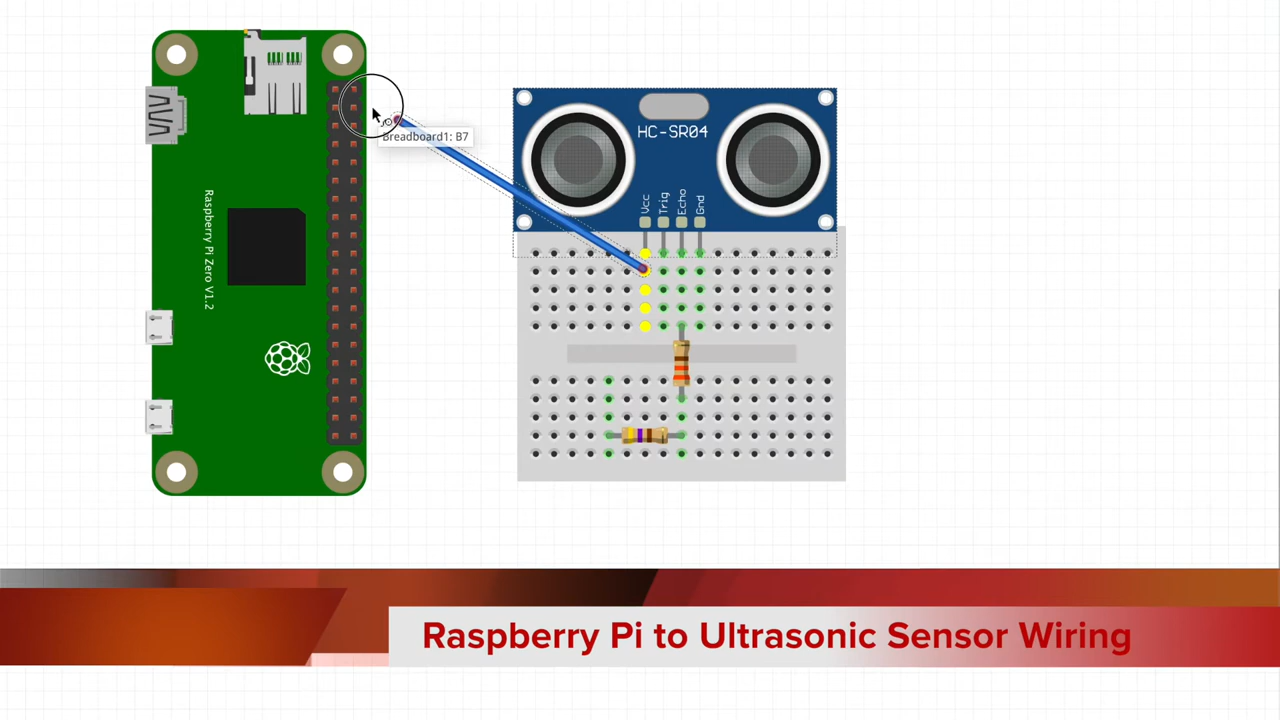 HC-SR04
Breadboard1: B7
Vcc
Trig
Echo
Gnd
Raspberry Pi Zero V1.2
Raspberry Pi to Ultrasonic Sensor Wiring